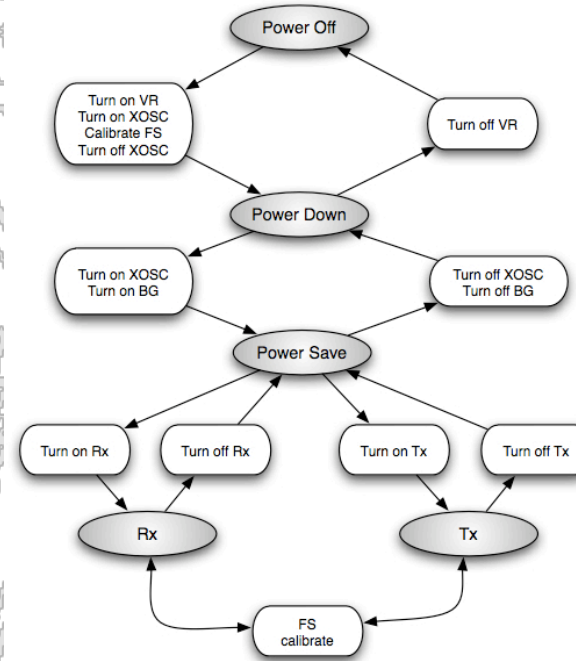 Power Off
Turn on VR
Turn on XOSC
Calibrate FS
Turn off XOSC
Turn off VR
Power Down
Turn on XOSC
Turn on BG
Turn off XOSC
Turn off BG
Power Save
Turn on Rx
Turn off Rx
Turn on Tx
Turn off Tx
Rx
Tx
FS
calibrate